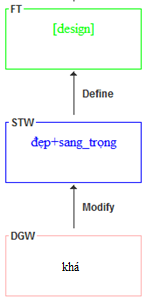 FT
[design]
Define
STW
đẹp+sang_trọng
Modify
DGW
khá